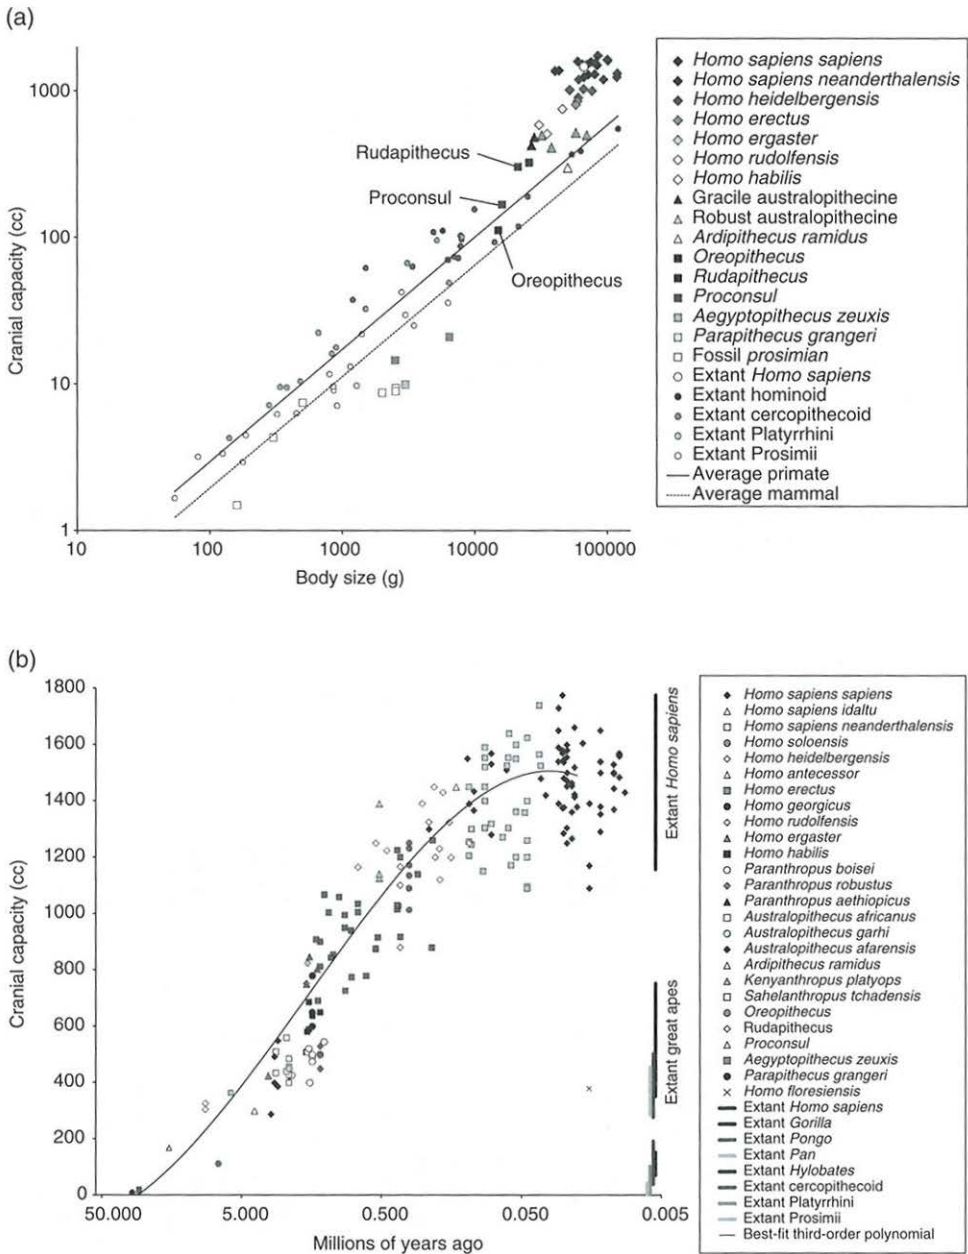 (a)
1000
100
10
1
10
100
1000
10000
100000
Cranial capacity (cc)
Body size (g)
Rudapithecus
Proconsul
Oreopithecus
Homo sapiens sapiens
Homo sapiens neanderthalensis
Homo heidelbergensis
Homo erectus
Homo ergaster
Homo rudolfensis
Homo habilis
Gracile australopithecine
Robust australopithecine
Ardipithecus ramidus
Oreopithecus
Rudapithecus
Proconsul
Aegyptopithecus zeuxis
Parapithecus grangeri
Fossil prosimian
Extant Homo sapiens
Extant hominoid
Extant cercopithecoid
Extant Platyrrhini
Extant Prosimii
Average primate
Average mammal
(b)
1800
1600
1400
1200
1000
800
600
400
200
0
50.000
5.000
0.500
0.050
0.005
Cranial capacity (cc)
Millions of years ago
Extant Homo sapiens
Extant great apes
Homo sapiens sapiens
Homo sapiens idaltu
Homo sapiens neanderthalensis
Homo soloensis
Homo heidelbergensis
Homo antecessor
Homo erectus
Homo georgicus
Homo rudolfensis
Homo ergaster
Homo habilis
Paranthropus boisei
Paranthropus robustus
Paranthropus aethiopicus
Australopithecus africanus
Australopithecus garhi
Australopithecus afarensis
Ardipithecus ramidus
Kenyanthropus platyops
Sahelanthropus tchadensis
Oreopithecus
Rudapithecus
Proconsul
Aegyptopithecus zeuxis
Parapithecus grangeri
Homo floresiensis
Extant Homo sapiens
Extant Gorilla
Extant Pongo
Extant Pan
Extant Hylobates
Extant cercopithecoid
Extant Platyrrhini
Extant Prosimii
Best-fit third-order polynomial